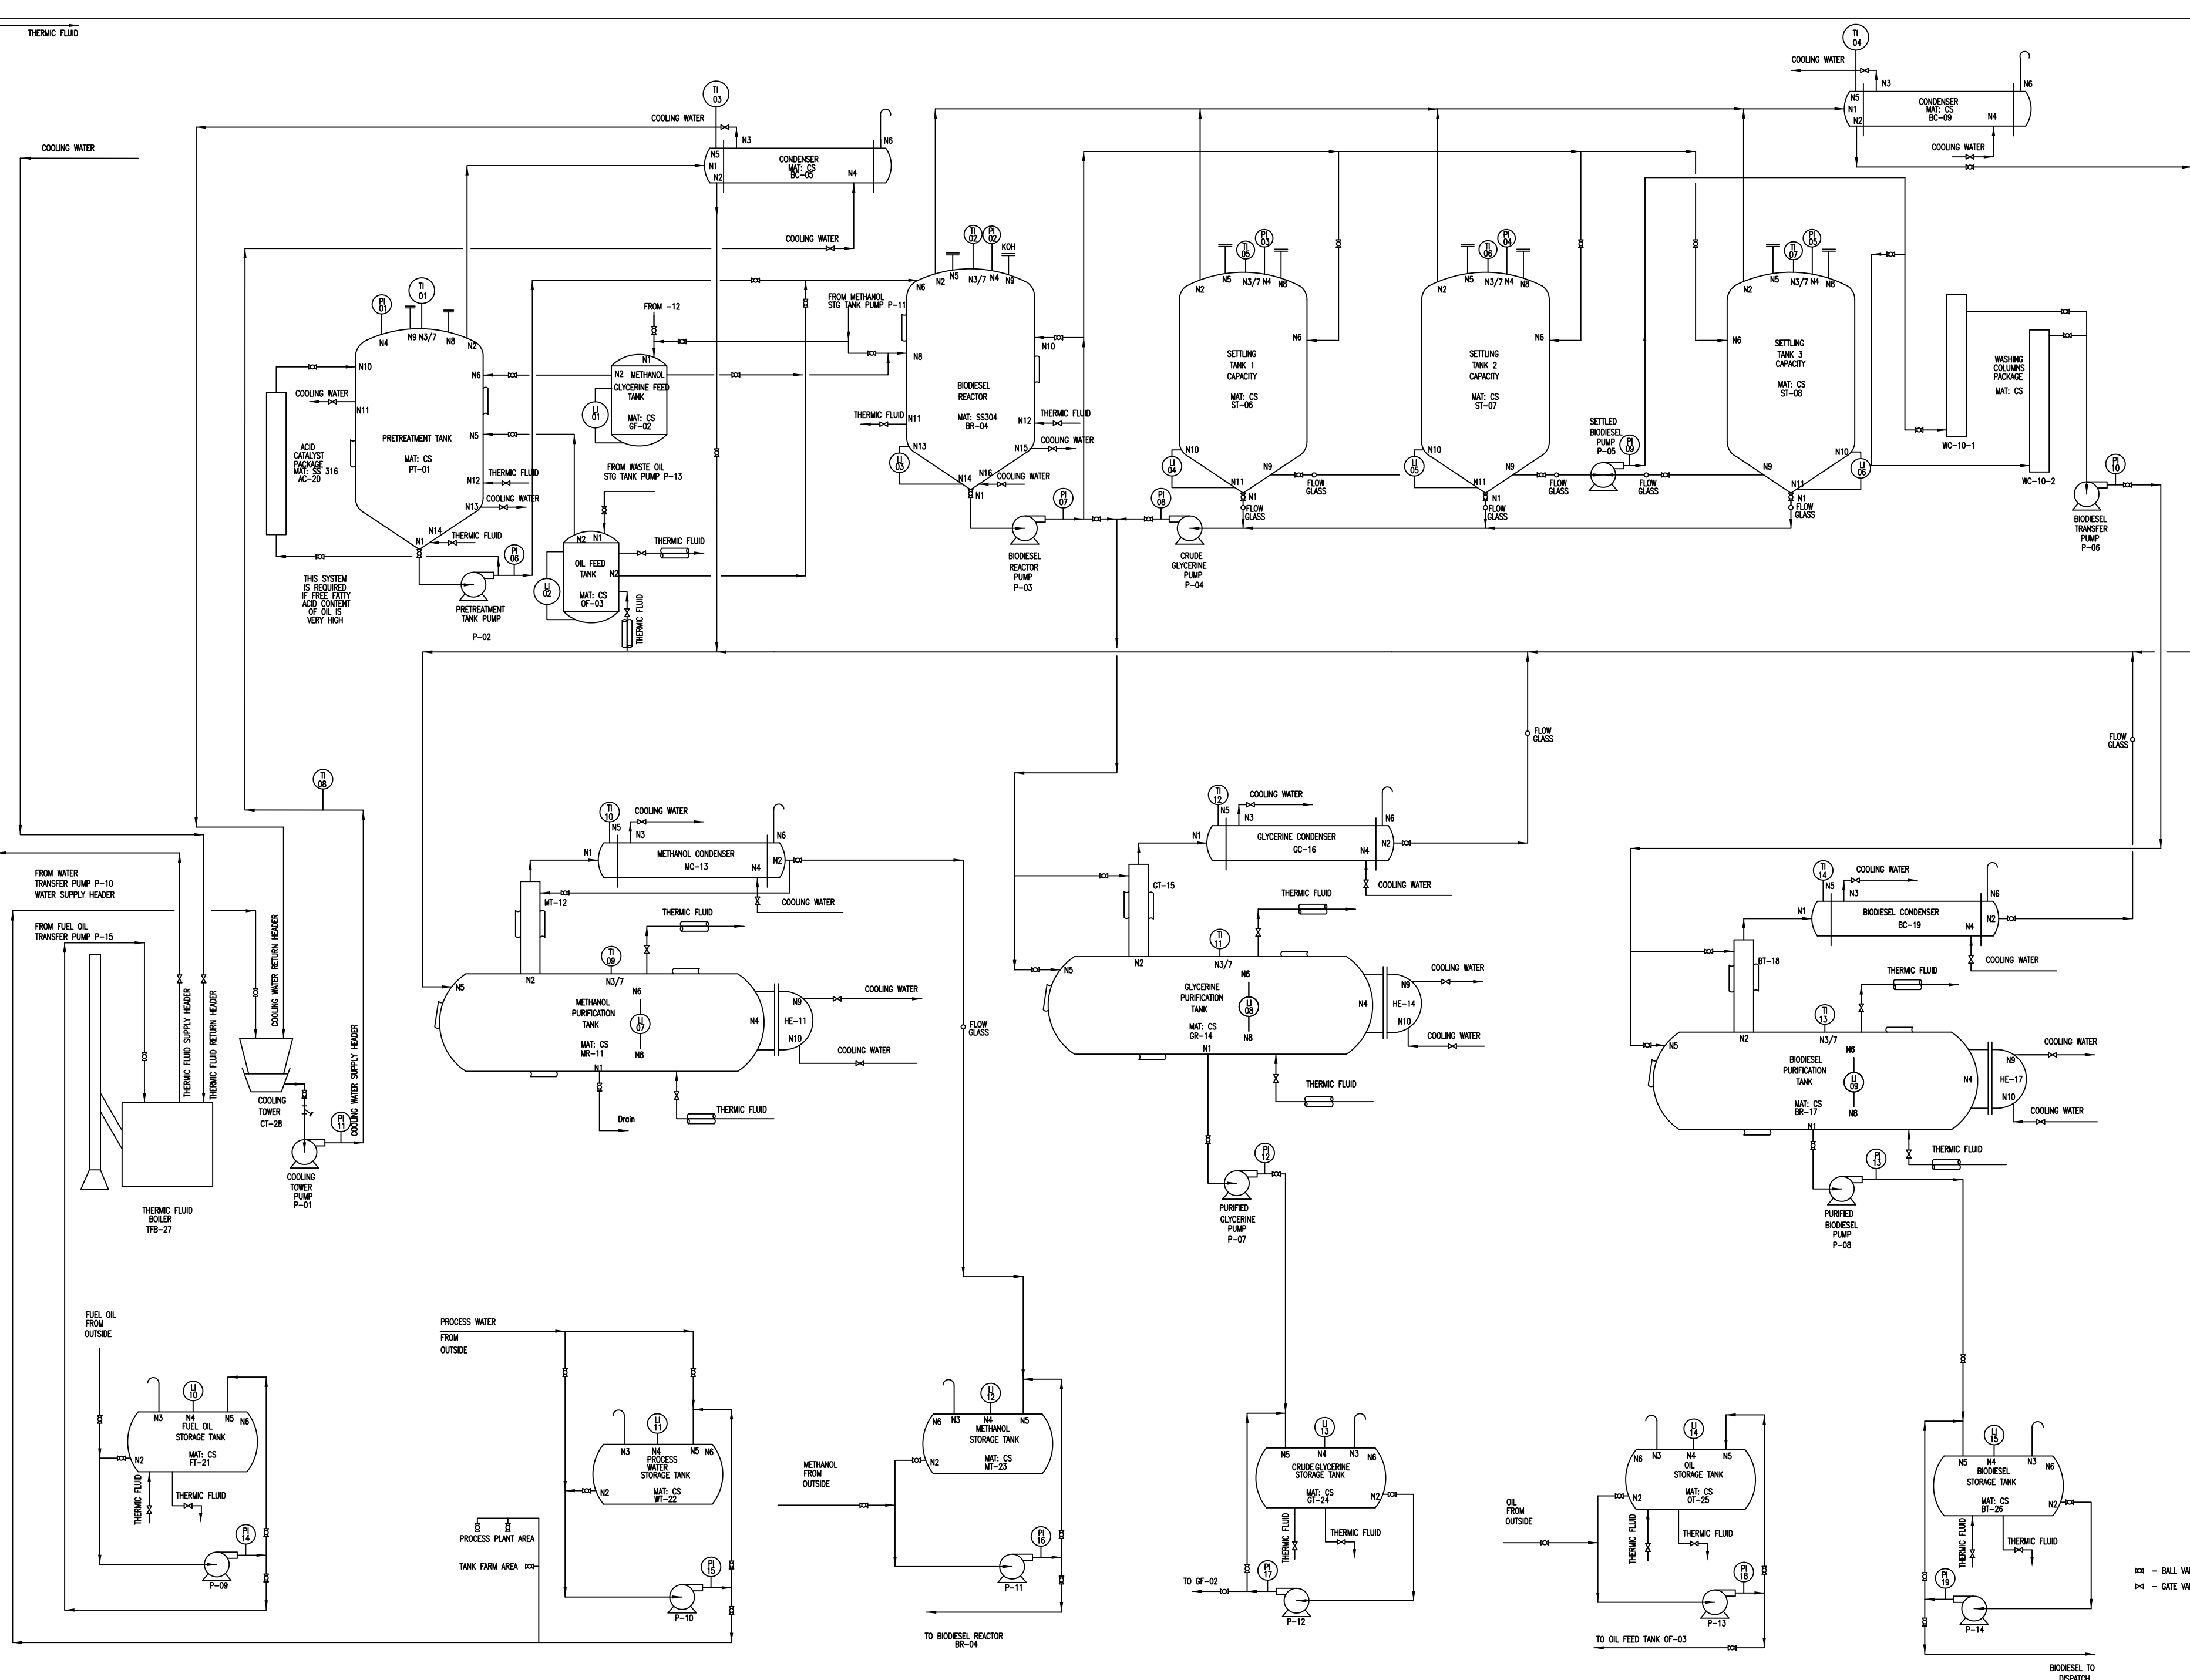 THERMIC FLUID
COOLING WATER
TI
03
COOLING WATER
N3
N6
N5
N1
N2
CONDENSER
MAT: CS
BC-05
N4
COOLING WATER
TI
04
COOLING WATER
N3
N6
N5
N1
N2
CONDENSER
MAT: CS
BC-09
N4
COOLING WATER
PI
01
TI
01
N4
N9 N3/7
N8
N2
N10
COOLING WATER
N11
N6
N5
PRETREATMENT TANK
MAT: CS
PT-01
N12
THERMIC FLUID
COOLING WATER
N13
N14
N1
THERMIC FLUID
ACID
CATALYST
PACKAGE
MAT: SS 316
AC-20
THIS SYSTEM
IS REQUIRED
IF FREE FATTY
ACID CONTENT
OF OIL IS
VERY HIGH
PI
06
PRETREATMENT
TANK PUMP
P-02
FROM -12
N1
N2
METHANOL
GLYCERINE FEED
TANK
MAT: CS
GF-02
LI
01
FROM WASTE OIL
STG TANK PUMP P-13
N2
N1
THERMIC FLUID
OIL FEED
TANK
N2
MAT: CS
OF-03
LI
02
THERMIC FLUID
FROM METHANOL
STG TANK PUMP P-11
TI
02
PI
02
KOH
N6
N2
N5
N3/7
N4
N9
N8
N10
BIODESIEL
REACTOR
MAT: SS304
BR-04
THERMIC FLUID
N11
N12
THERMIC FLUID
N13
N15
COOLING WATER
LI
03
N14
N16
COOLING WATER
N1
PI
07
BIODIESEL
REACTOR
PUMP
P-03
PI
08
CRUDE
GLYCERINE
PUMP
P-04
TI
05
PI
03
N2
N5
N3/7
N4
N8
N6
SETTLING
TANK 1
CAPACITY
MAT: CS
ST-06
N10
LI
04
N9
N11
N1
FLOW
GLASS
FLOW
GLASS
TI
06
PI
04
N2
N5
N3/7
N4
N8
N6
SETTLING
TANK 2
CAPACITY
MAT: CS
ST-07
N10
LI
05
N9
N11
N1
FLOW
GLASS
FLOW
GLASS
SETTLED
BIODIESEL
PUMP
P-05
PI
09
FLOW
GLASS
TI
07
PI
05
N2
N5
N3/7
N4
N8
N6
SETTLING
TANK 3
CAPACITY
MAT: CS
ST-08
N10
LI
06
N9
N11
N1
FLOW
GLASS
WASHING
COLUMNS
PACKAGE
MAT: CS
WC-10-1
WC-10-2
PI
10
BIODIESEL
TRANSFER
PUMP
P-06
TI
08
FROM WATER
TRANSFER PUMP P-10
WATER SUPPLY HEADER
FROM FUEL OIL
TRANSFER PUMP P-15
THERMIC FLUID SUPPLY HEADER
THERMIC FLUID RETURN HEADER
COOLING WATER RETURN HEADER
COOLING WATER SUPPLY HEADER
COOLING
TOWER
CT-28
PI
11
COOLING
TOWER
PUMP
P-01
THERMIC FLUID
BOILER
TFB-27
TI
10
COOLING WATER
N5
N3
N6
N1
METHANOL CONDENSER
MC-13
N2
N4
COOLING WATER
MT-12
THERMIC FLUID
TI
09
N5
N2
N3/7
METHANOL
PURIFICATION
TANK
MAT: CS
MR-11
N6
LI
07
N8
N4
N9
HE-11
N10
COOLING WATER
COOLING WATER
N1
Drain
THERMIC FLUID
FLOW
GLASS
TI
12
COOLING WATER
N5
N3
N6
N1
GLYCERINE CONDENSER
GC-16
N2
N4
COOLING WATER
FLOW
GLASS
GT-15
THERMIC FLUID
TI
11
N5
N2
N3/7
GLYCERINE
PURIFICATION
TANK
MAT: CS
GR-14
N6
LI
08
N8
N4
N9
HE-14
N10
COOLING WATER
COOLING WATER
N1
THERMIC FLUID
PI
12
PURIFIED
GLYCERINE
PUMP
P-07
FLOW
GLASS
TI
14
COOLING WATER
N5
N3
N6
N1
BIODIESEL CONDENSER
BC-19
N2
N4
COOLING WATER
BT-18
THERMIC FLUID
TI
13
N5
N2
N3/7
BIODIESEL
PURIFICATION
TANK
MAT: CS
BR-17
N6
LI
09
N8
N4
N9
HE-17
N10
COOLING WATER
COOLING WATER
N1
THERMIC FLUID
PI
13
PURIFIED
BIODIESEL
PUMP
P-08
FUEL OIL
FROM
OUTSIDE
LI
10
N3
N4
N5
N6
FUEL OIL
STORAGE TANK
MAT: CS
FT-21
N2
THERMIC FLUID
THERMIC FLUID
PI
14
P-09
PROCESS WATER
FROM
OUTSIDE
LI
11
N3
N4
N5
N6
PROCESS
WATER
STORAGE TANK
MAT: CS
WT-22
N2
PROCESS PLANT AREA
TANK FARM AREA
PI
15
P-10
LI
12
N6
N3
N4
N5
METHANOL
STORAGE TANK
MAT: CS
MT-23
N2
METHANOL
FROM
OUTSIDE
PI
16
P-11
TO BIODIESEL REACTOR
BR-04
LI
13
N5
N4
N3
N6
CRUDE GLYCERINE
STORAGE TANK
MAT: CS
GT-24
N2
THERMIC FLUID
THERMIC FLUID
TO GF-02
PI
17
P-12
LI
14
N6
N3
N4
N5
OIL
STORAGE TANK
MAT: CS
OT-25
N2
OIL
FROM
OUTSIDE
THERMIC FLUID
THERMIC FLUID
PI
18
P-13
TO OIL FEED TANK OF-03
LI
15
N5
N4
N3
N6
BIODIESEL
STORAGE TANK
MAT: CS
BT-26
N2
THERMIC FLUID
THERMIC FLUID
PI
19
P-14
BIODIESEL TO
DISPATCH
- BALL VA
- GATE VA